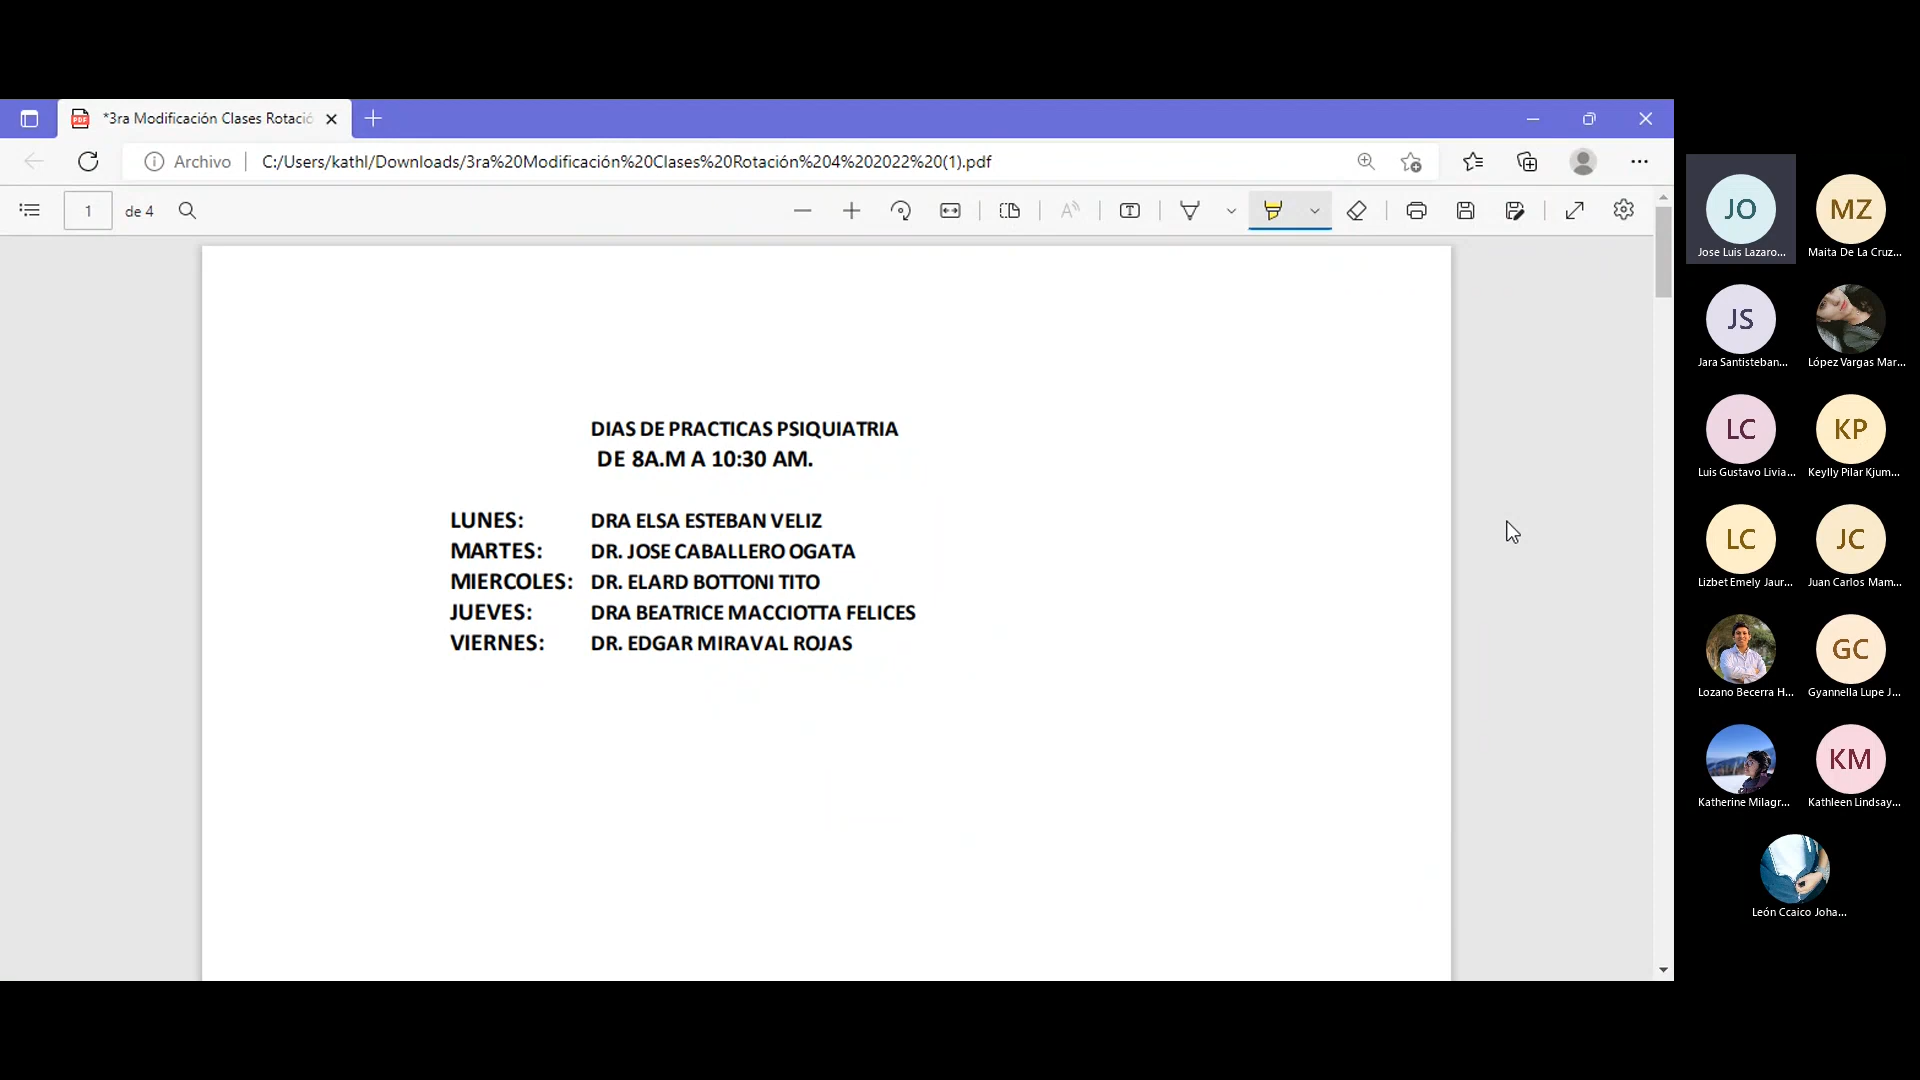 *3ra Modificación Clases Rotació
Archivo
C:/Users/kathl/Downloads/3ra%20Modificación%20Clases%20Rotación%204%202022%20(1).pdf
1
de 4
DIAS DE PRACTICAS PSIQUIATRIA
DE 8A.M A 10:30 AM.
LUNES: DRA ELSA ESTEBAN VELIZ
MARTES: DR. JOSE CABALLERO OGATA
MIERCOLES: DR. ELARD BOTTONI TITO
JUEVES: DRA BEATRICE MACCIOTTA FELICES
VIERNES: DR. EDGAR MIRAVAL ROJAS
JO MZ
Jose Luis Lazaro... Maita De La Cruz...
JS
Jara Santisteban... López Vargas Mar...
LC KP
Luis Gustavo Livia... Keylly Pilar Kjum...
LC JC
Lizbet Emely Jaur... Juan Carlos Mam...
GC
Lozano Becerra H... Gyannella Lupe J...
KM
Katherine Milagr... Kathleen Lindsay...
León Ccaico Joha...